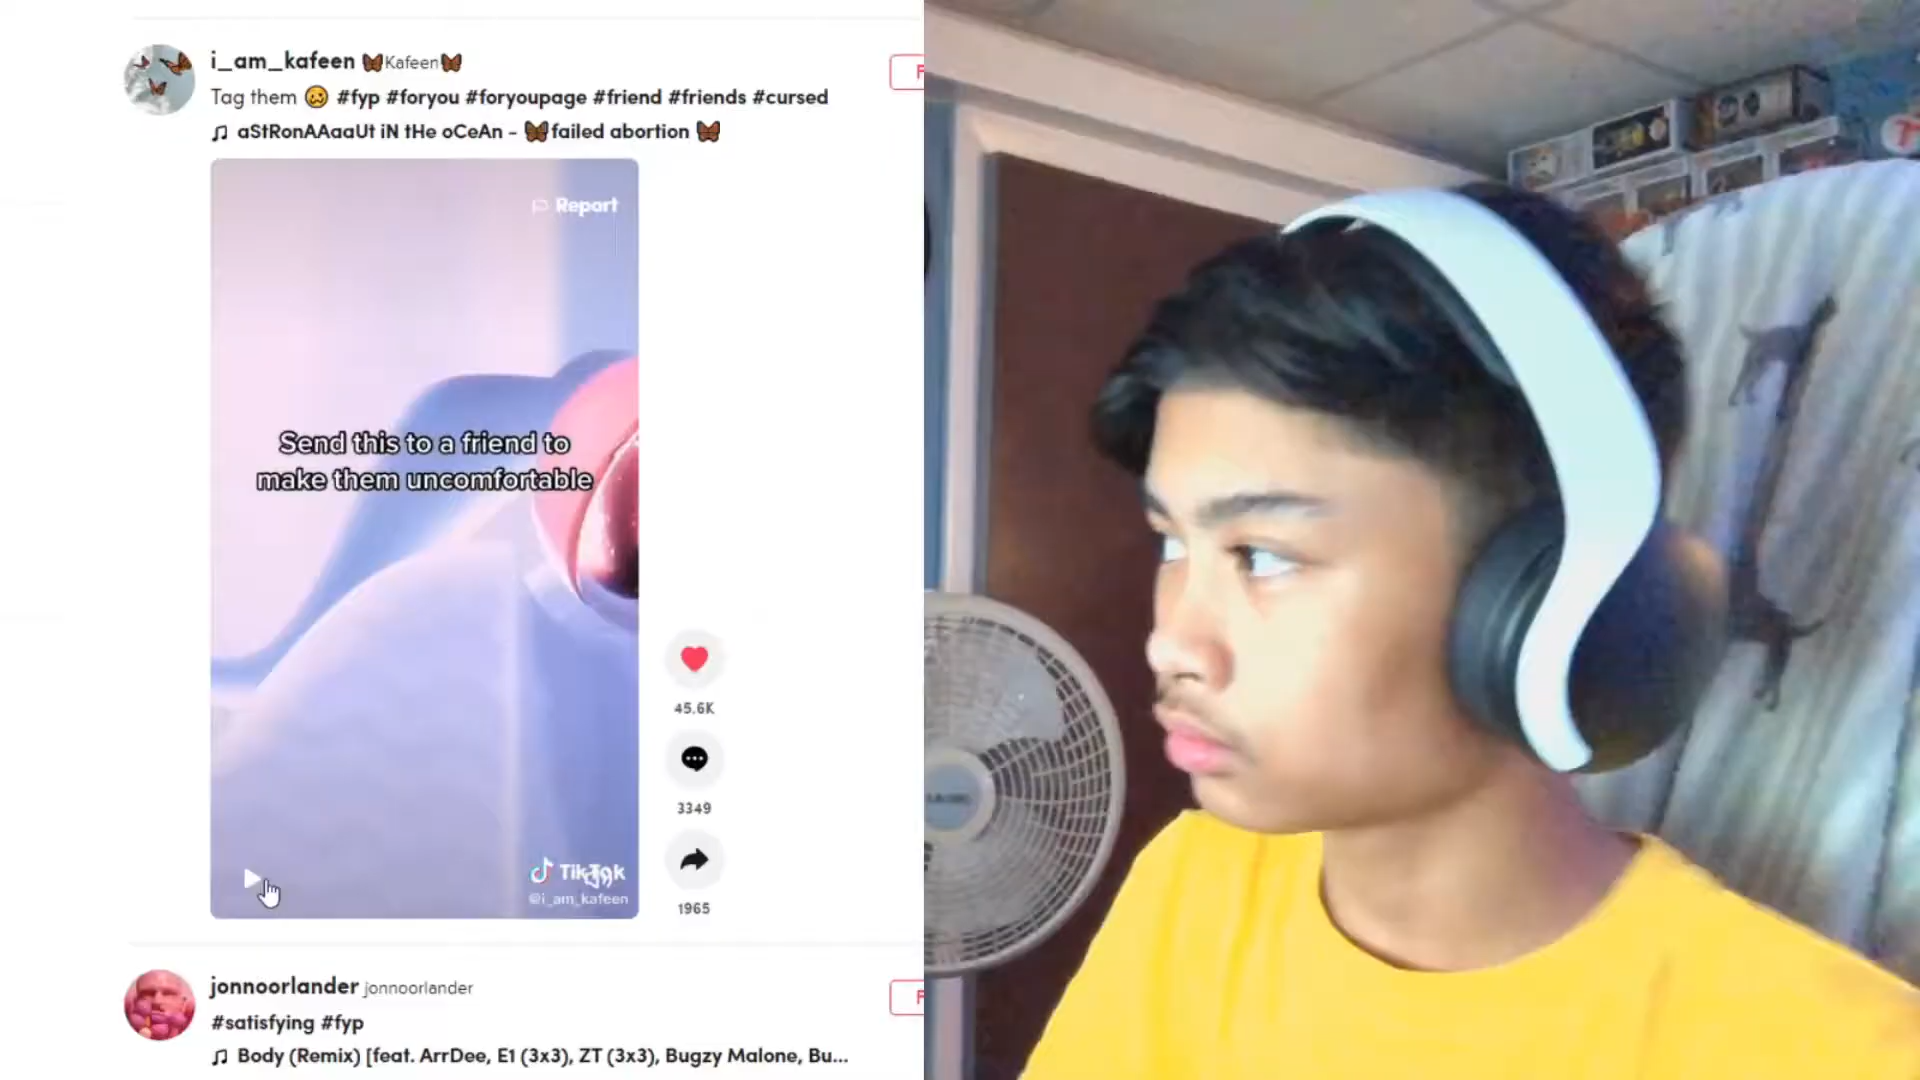 i_am_kafeen 🦋Kafeen🦋
Tag them 🥴 #fyp #foryou #foryoupage #friend #friends #cursed
♫ aStRonAAaaUt iN tHe oCeAn - 🦋failed abortion 🦋
Report
Send this to a friend to
make them uncomfortable
45.6K
3349
TikTok
@i_am_kafeen
1965
jonnoorlander jonnoorlander
#satisfying #fyp
♫ Body (Remix) [feat. ArrDee, E1 (3x3), ZT (3x3), Bugzy Malone, Bu...